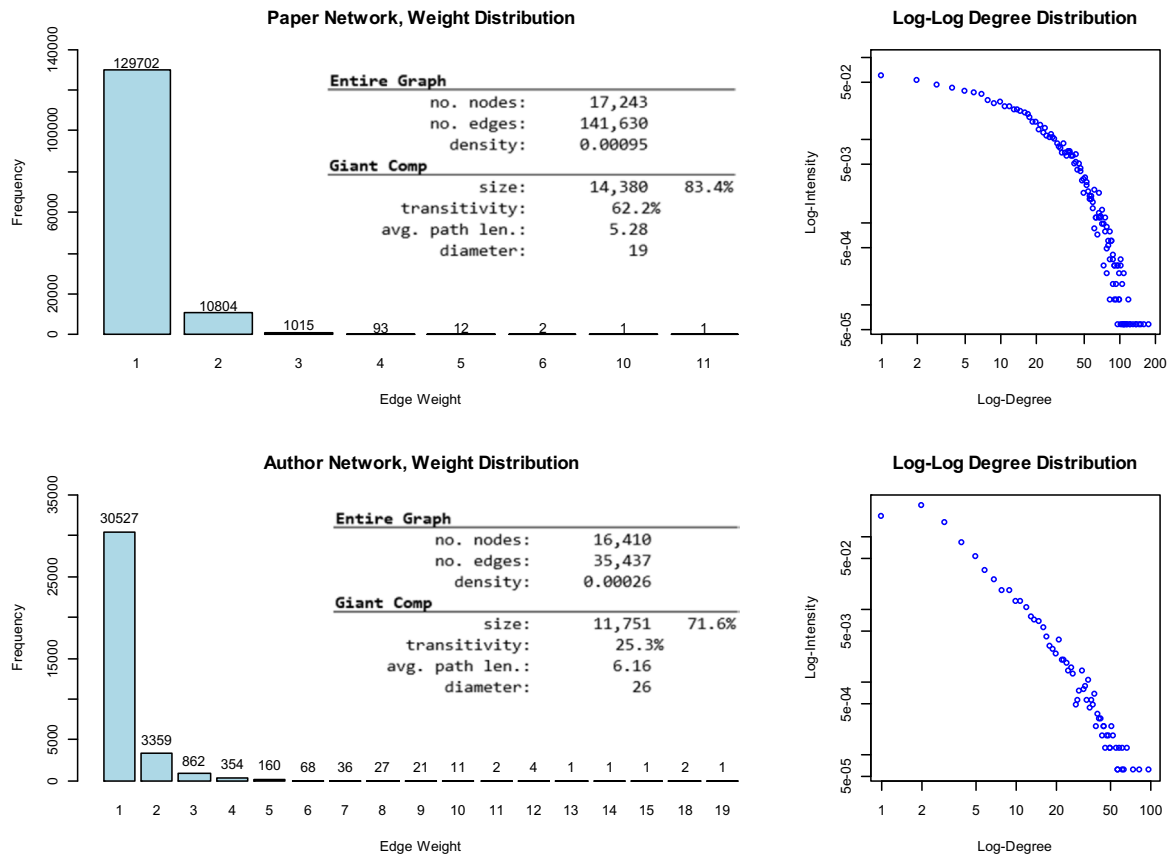 Paper Network, Weight Distribution
Frequency
0 20000 60000 100000 140000
129702
10804
1015
93
12
2
1
1
Entire Graph
no. nodes: 17,243
no. edges: 141,630
density: 0.00095
Giant Comp
size: 14,380 83.4%
transitivity: 62.2%
avg. path len.: 5.28
diameter: 19
1 2 3 4 5 6 10 11
Edge Weight
Log-Log Degree Distribution
Log-Intensity
5e-05 5e-04 5e-03 5e-02
1 2 5 10 20 50 100 200
Log-Degree
Author Network, Weight Distribution
Frequency
0 5000 15000 25000 35000
30527
3359
862
354
160
68
36
27
21
11
2
4
1
1
1
2
1
Entire Graph
no. nodes: 16,410
no. edges: 35,437
density: 0.00026
Giant Comp
size: 11,751 71.6%
transitivity: 25.3%
avg. path len.: 6.16
diameter: 26
1 2 3 4 5 6 7 8 9 10 11 12 13 14 15 18 19
Edge Weight
Log-Log Degree Distribution
Log-Intensity
5e-05 5e-04 5e-03 5e-02
1 2 5 10 20 50 100
Log-Degree